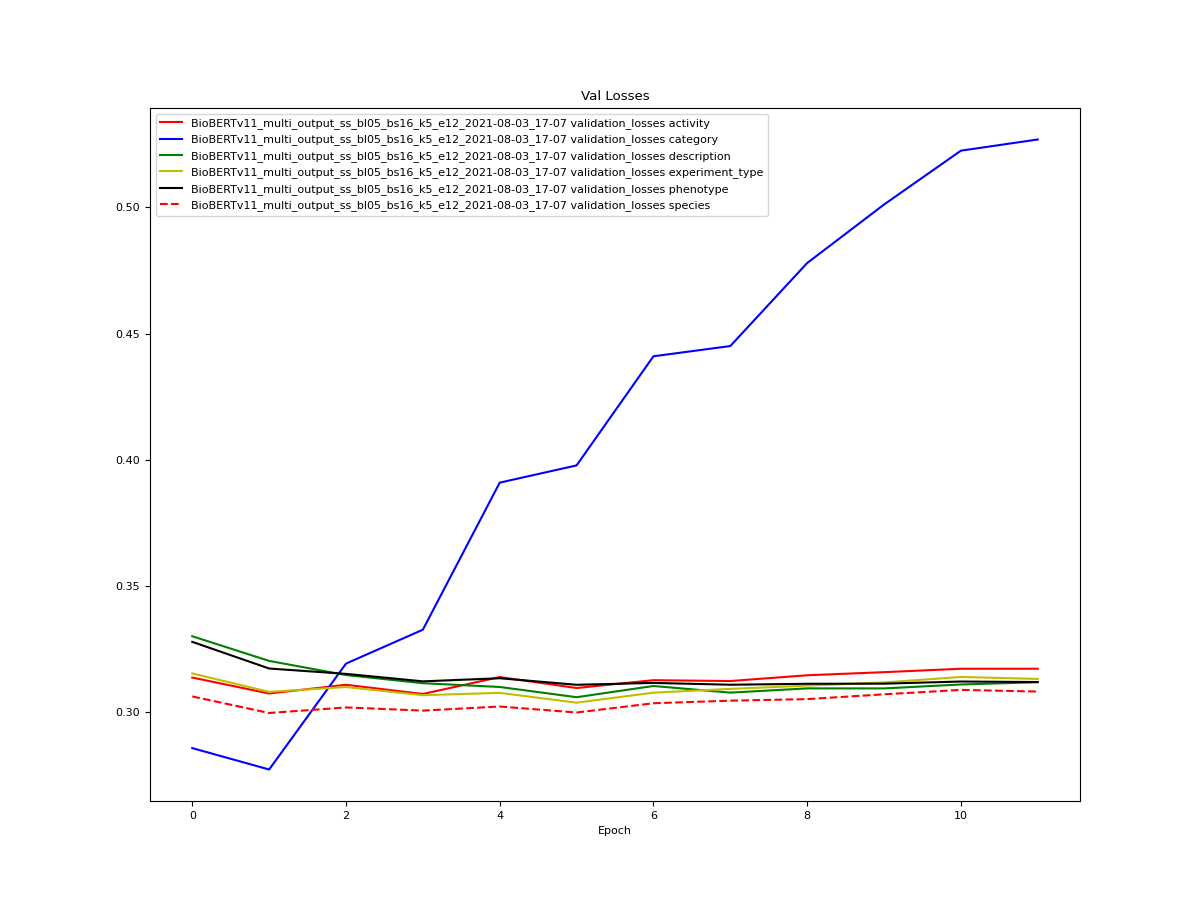 Val Losses
BioBERTv11_multi_output_ss_bl05_bs16_k5_e12_2021-08-03_17-07 validation_losses activity
BioBERTv11_multi_output_ss_bl05_bs16_k5_e12_2021-08-03_17-07 validation_losses category
BioBERTv11_multi_output_ss_bl05_bs16_k5_e12_2021-08-03_17-07 validation_losses description
BioBERTv11_multi_output_ss_bl05_bs16_k5_e12_2021-08-03_17-07 validation_losses experiment_type
BioBERTv11_multi_output_ss_bl05_bs16_k5_e12_2021-08-03_17-07 validation_losses phenotype
BioBERTv11_multi_output_ss_bl05_bs16_k5_e12_2021-08-03_17-07 validation_losses species
0.50
0.45
0.40
0.35
0.30
0 2 4 6 8 10
Epoch